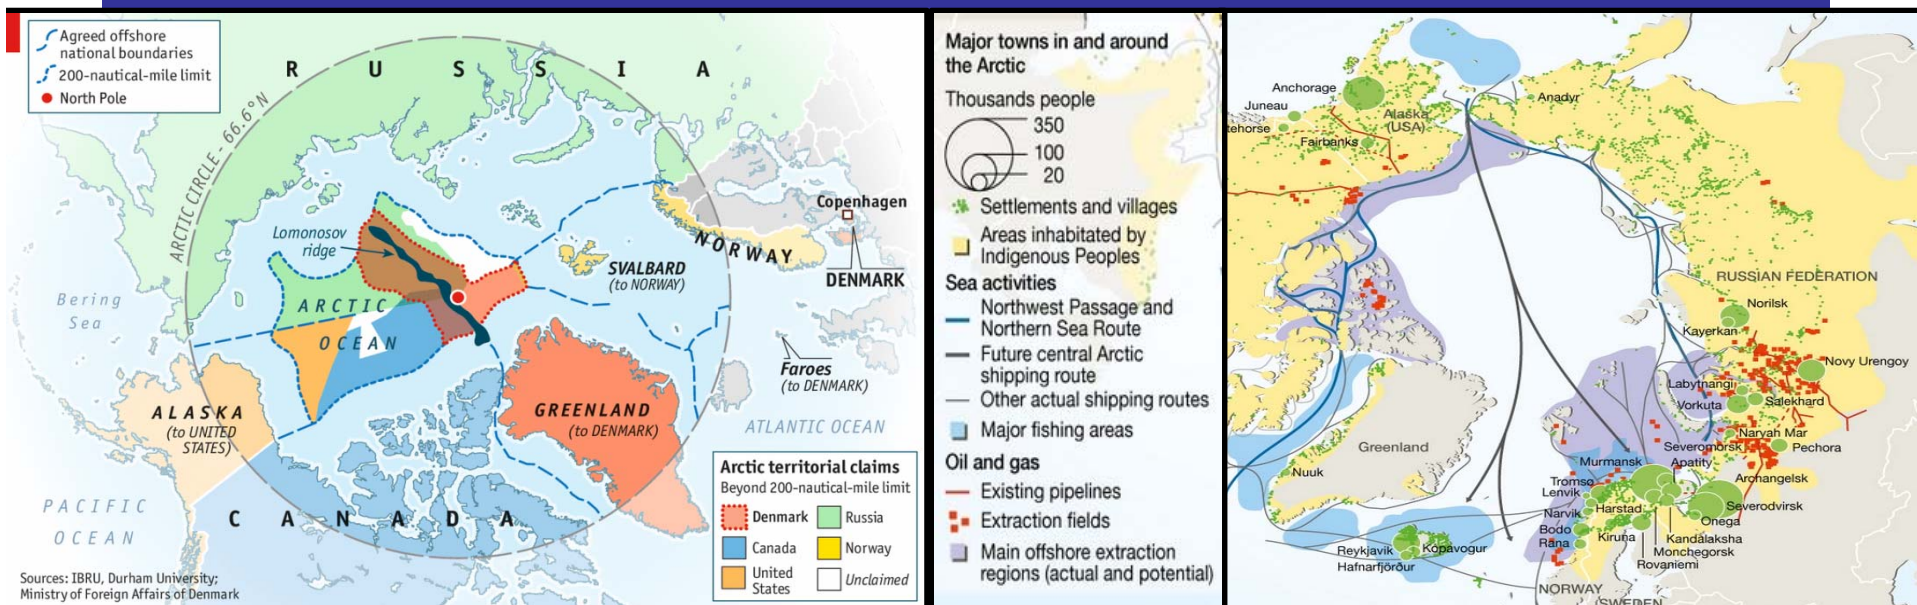 Agreed offshore
national boundaries
200-nautical-mile limit
North Pole
R U S S I A
ARCTIC CIRCLE - 66.6°N
Lomonosov
ridge
ARCTIC
OCEAN
Bering
Sea
SVALBARD
(to NORWAY)
NORWAY
Copenhagen
DENMARK
Faroes
(to DENMARK)
ALASKA
(to UNITED
STATES)
GREENLAND
(to DENMARK)
ATLANTIC OCEAN
PACIFIC
OCEAN
C A N A D A
Arctic territorial claims
Beyond 200-nautical-mile limit
Denmark
Russia
Canada
Norway
United
States
Unclaimed
Sources: IBRU, Durham University;
Ministry of Foreign Affairs of Denmark
Major towns in and around
the Arctic
Thousands people
350
100
20
Settlements and villages
Areas inhabitated by
Indigenous Peoples
Sea activities
Northwest Passage and
Northern Sea Route
Future central Arctic
shipping route
Other actual shipping routes
Major fishing areas
Oil and gas
Existing pipelines
Extraction fields
Main offshore extraction
regions (actual and potential)
Anchorage
Juneau
tehorse
Fairbanks
Alaska
(USA)
Anadyr
RUSSIAN FEDERATION
Norilsk
Kayerkan
Novy Urengoy
Labytnangi
Salekhard
Vorkuta
Naryah Mar
Severomorsk
Pechora
Greenland
Nuuk
Murmansk
Apatity
Archangelsk
Tromsø
Lenvik
Harstad
Severodvirsk
Narvik
Onega
Bodo
Kiruna
Kandalaksha
Rana
Monchegorsk
Rovaniemi
Reykjavik
Kopavogur
Hafnarfjörður
NORWAY
SWEDEN